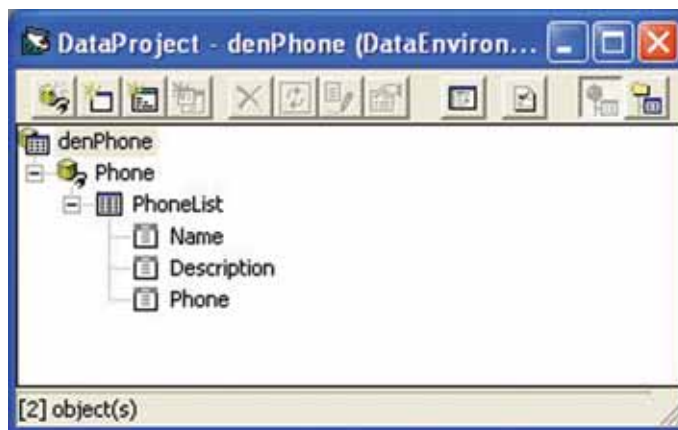 DataProject - denPhone (DataEnviron...
denPhone
Phone
PhoneList
Name
Description
Phone
[2] object(s)